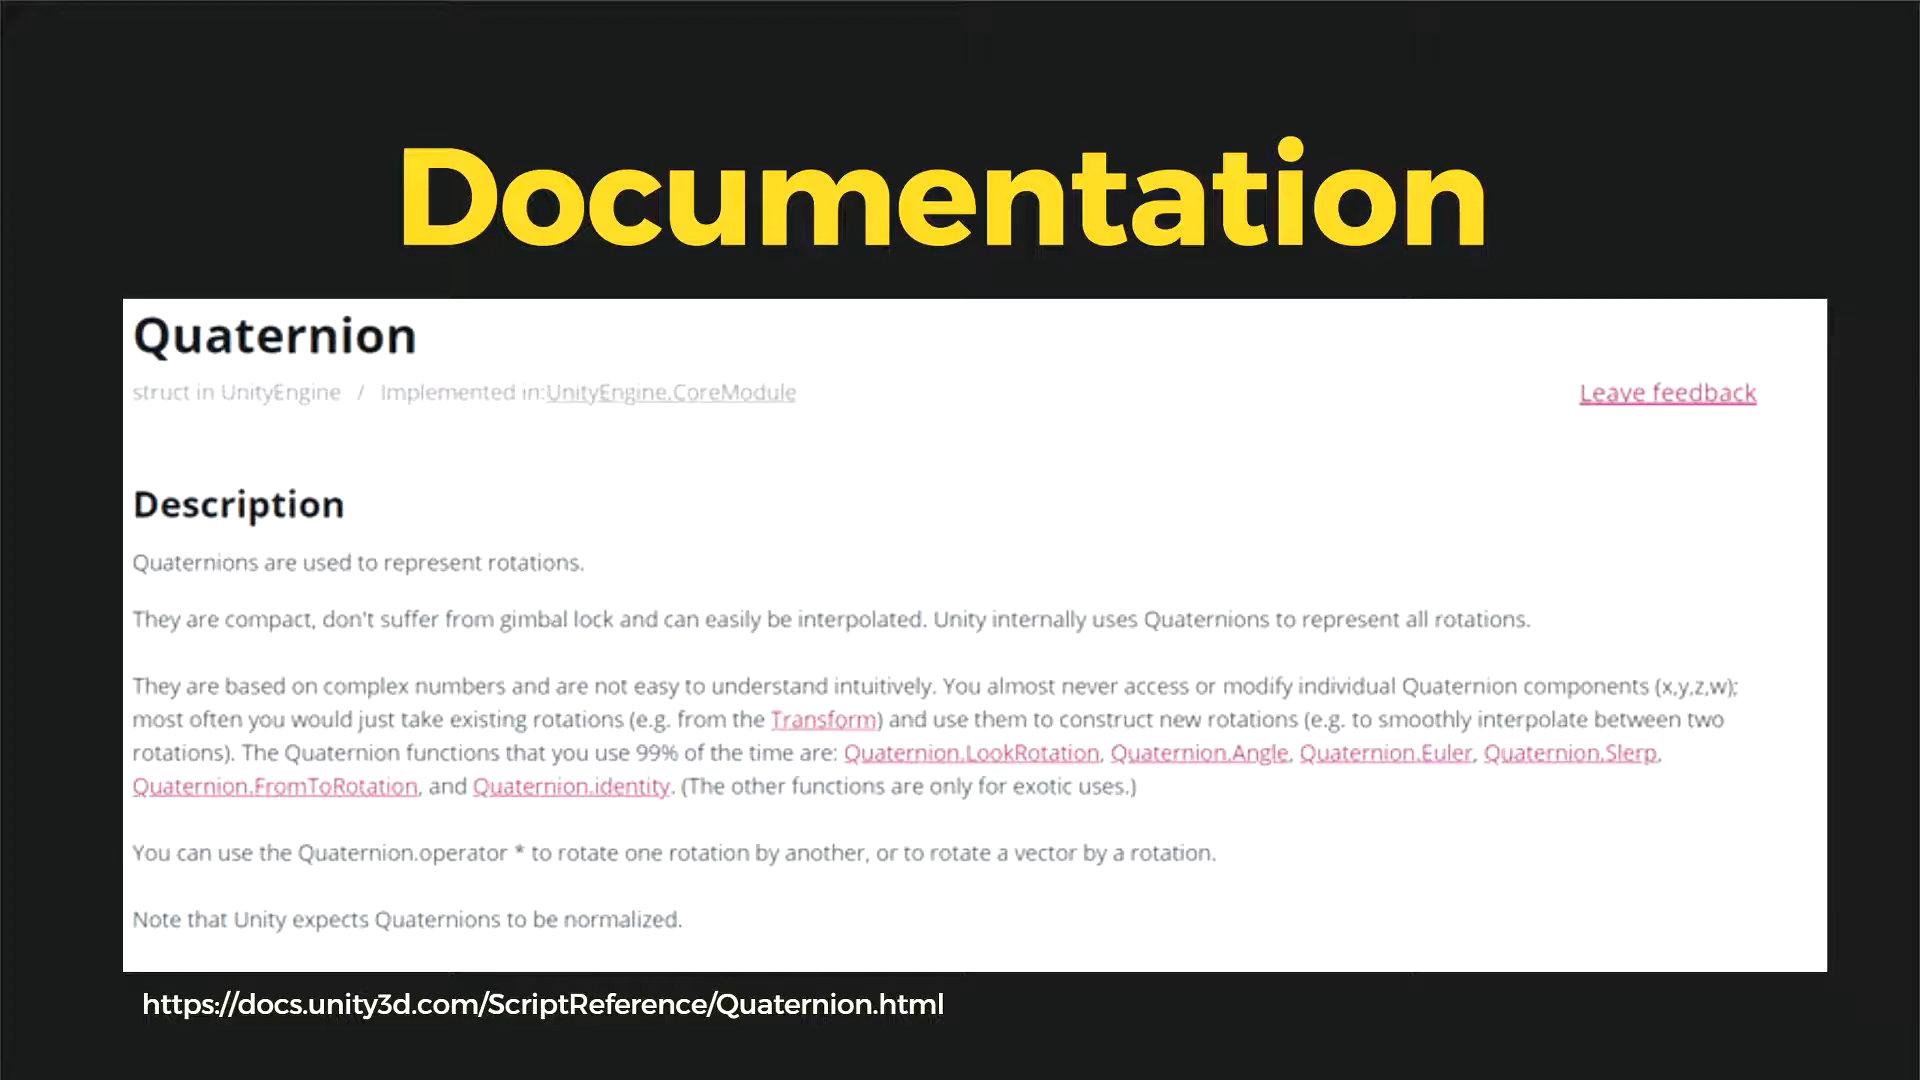 Documentation
Quaternion
struct in UnityEngine / Implemented in:UnityEngine.CoreModule
Leave feedback
Description
Quaternions are used to represent rotations.
They are compact, don't suffer from gimbal lock and can easily be interpolated. Unity internally uses Quaternions to represent all rotations.
They are based on complex numbers and are not easy to understand intuitively. You almost never access or modify individual Quaternion components (x,y,z,w);
most often you would just take existing rotations (e.g. from the Transform) and use them to construct new rotations (e.g. to smoothly interpolate between two
rotations). The Quaternion functions that you use 99% of the time are: Quaternion.LookRotation, Quaternion.Angle, Quaternion.Euler, Quaternion.Slerp,
Quaternion.FromToRotation, and Quaternion.identity. (The other functions are only for exotic uses.)
You can use the Quaternion.operator * to rotate one rotation by another, or to rotate a vector by a rotation.
Note that Unity expects Quaternions to be normalized.
https://docs.unity3d.com/ScriptReference/Quaternion.html